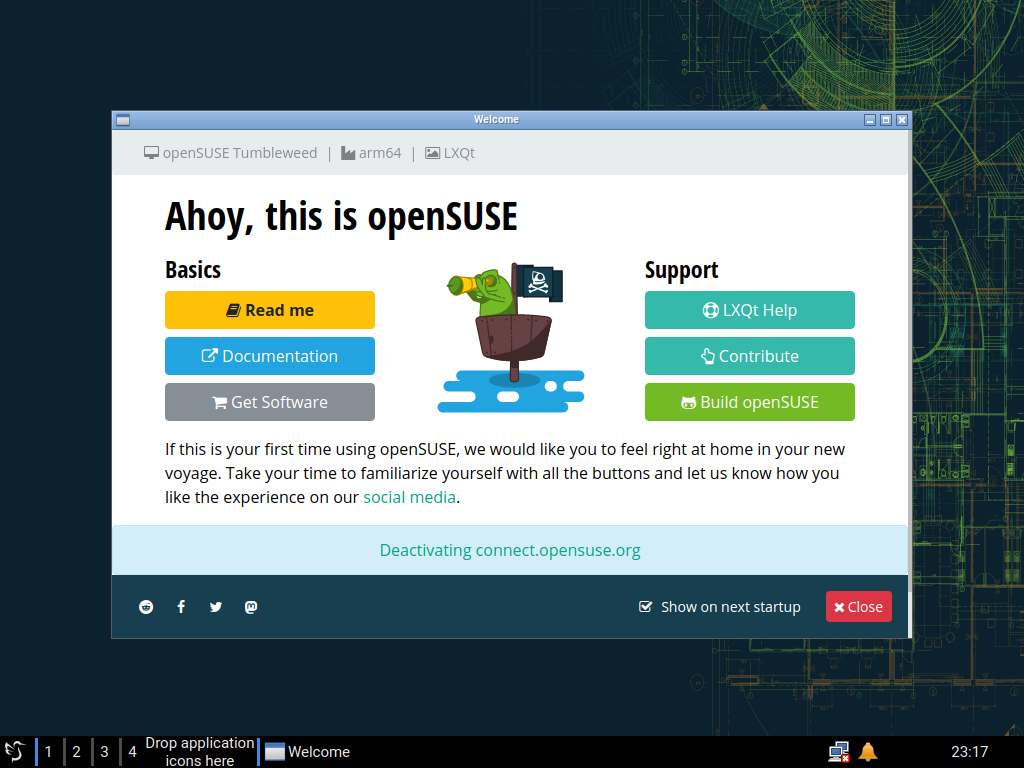 Welcome
openSUSE Tumbleweed | arm64 | LXQt
Ahoy, this is openSUSE
Basics
Read me
Documentation
Get Software
Support
LXQt Help
Contribute
Build openSUSE
If this is your first time using openSUSE, we would like you to feel right at home in your new
voyage. Take your time to familiarize yourself with all the buttons and let us know how you
like the experience on our social media.
Deactivating connect.opensuse.org
Show on next startup
Close
1 2 3 4
Drop application
icons here
Welcome
23:17